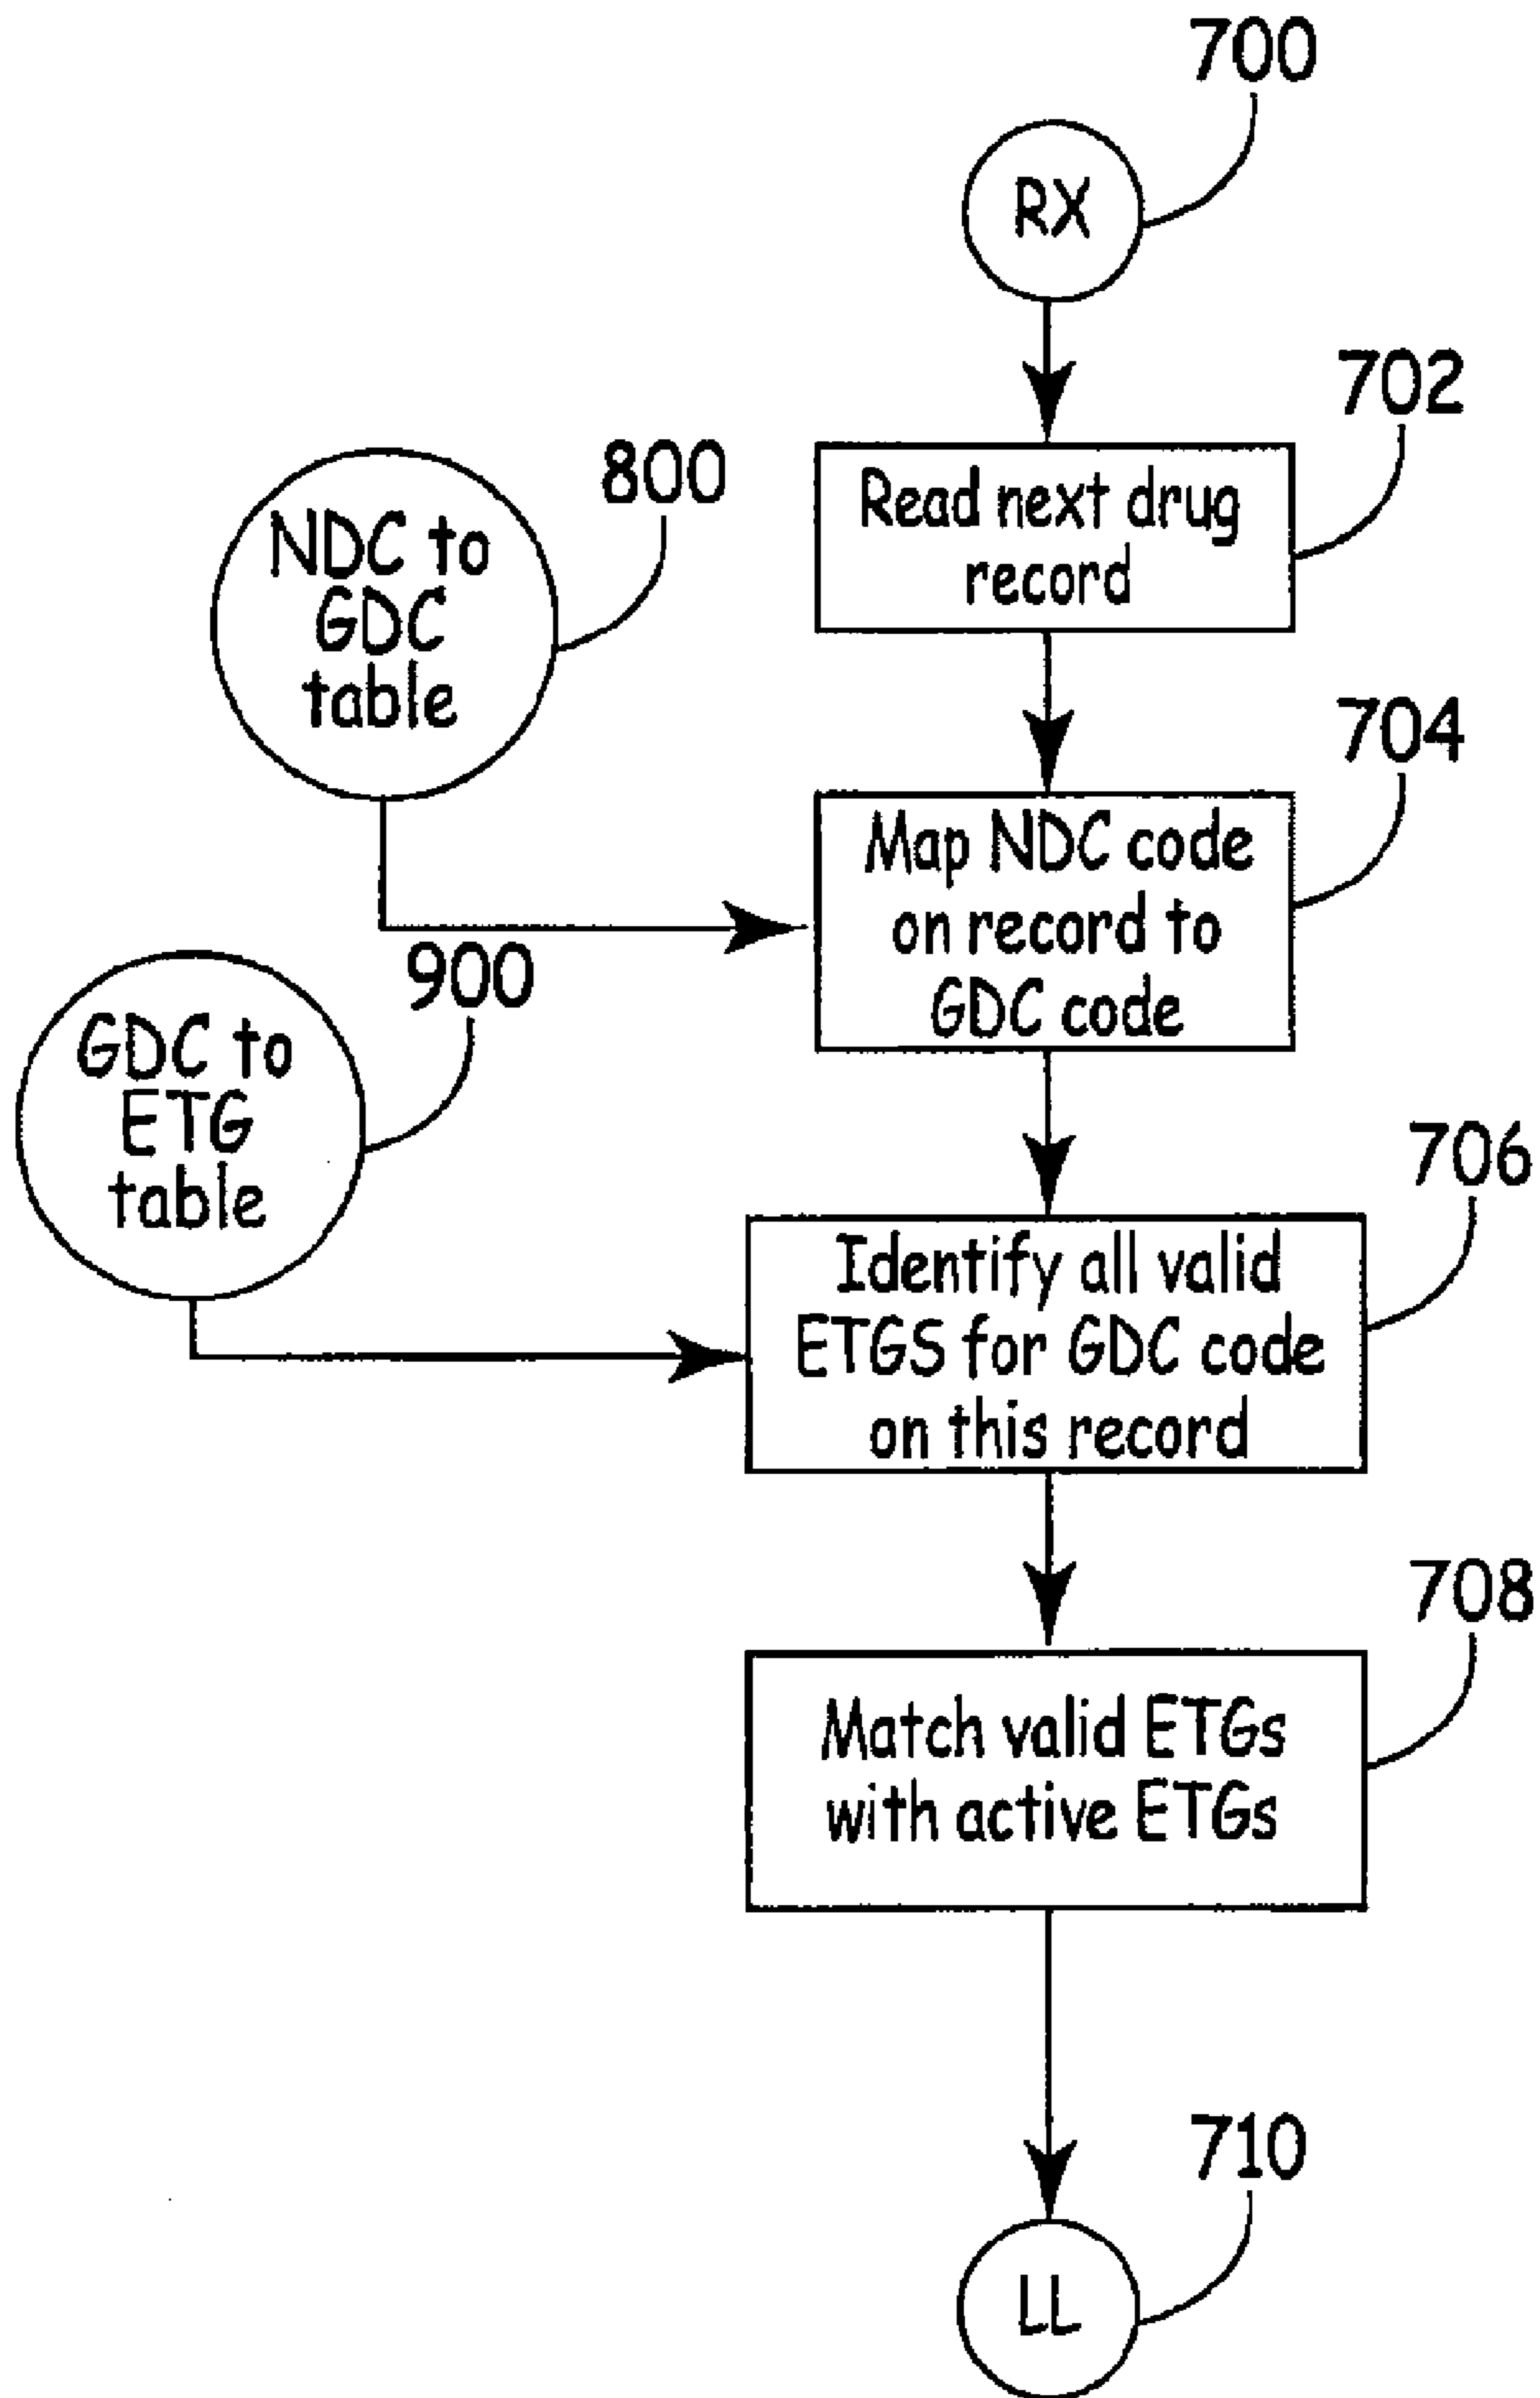 700
RX
702
Read next drug
record
800
NDC to
GDC
table
704
Map NDC code
on record to
GDC code
900
GDC to
ETG
table
706
Identify all valid
ETGS for GDC code
on this record
708
Match valid ETGs
with active ETGs
710
LL